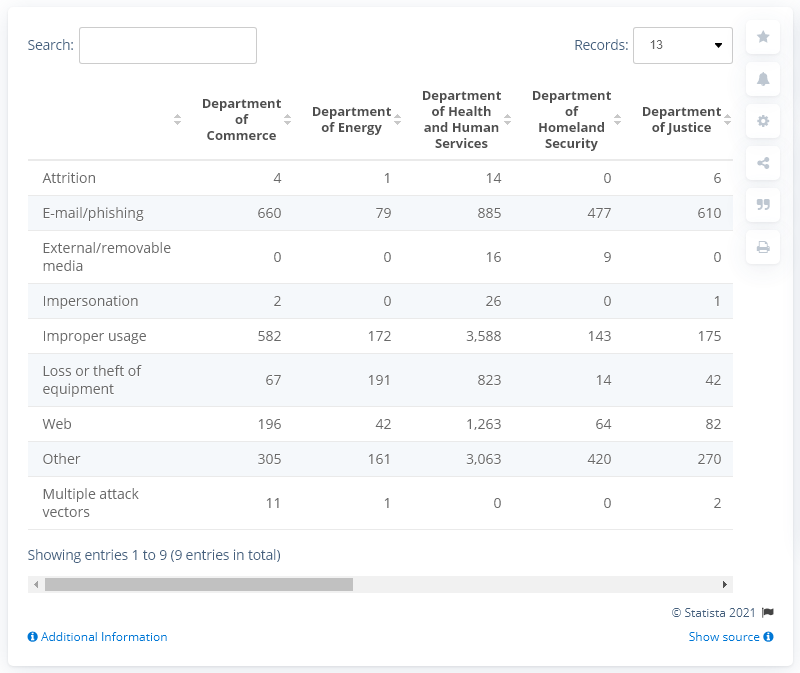 Search:
Records: 13
Department of Commerce
Department of Energy
Department of Health and Human Services
Department of Homeland Security
Department of Justice
Attrition 4 1 14 0 6
E-mail/phishing 660 79 885 477 610
External/removable media 0 0 16 9 0
Impersonation 2 0 26 0 1
Improper usage 582 172 3,588 143 175
Loss or theft of equipment 67 191 823 14 42
Web 196 42 1,263 64 82
Other 305 161 3,063 420 270
Multiple attack vectors 11 1 0 0 2
Showing entries 1 to 9 (9 entries in total)
© Statista 2021
Additional Information Show source